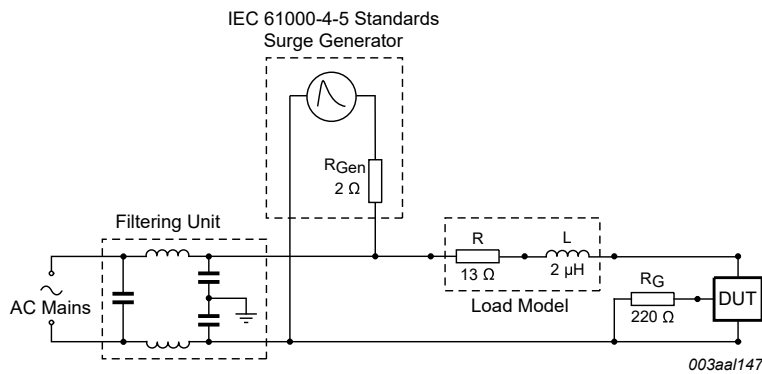 IEC 61000-4-5 Standards
Surge Generator
RGen
2 Ω
Filtering Unit
AC Mains
R
13 Ω
L
2 μH
Load Model
RG
220 Ω
DUT
003aal147